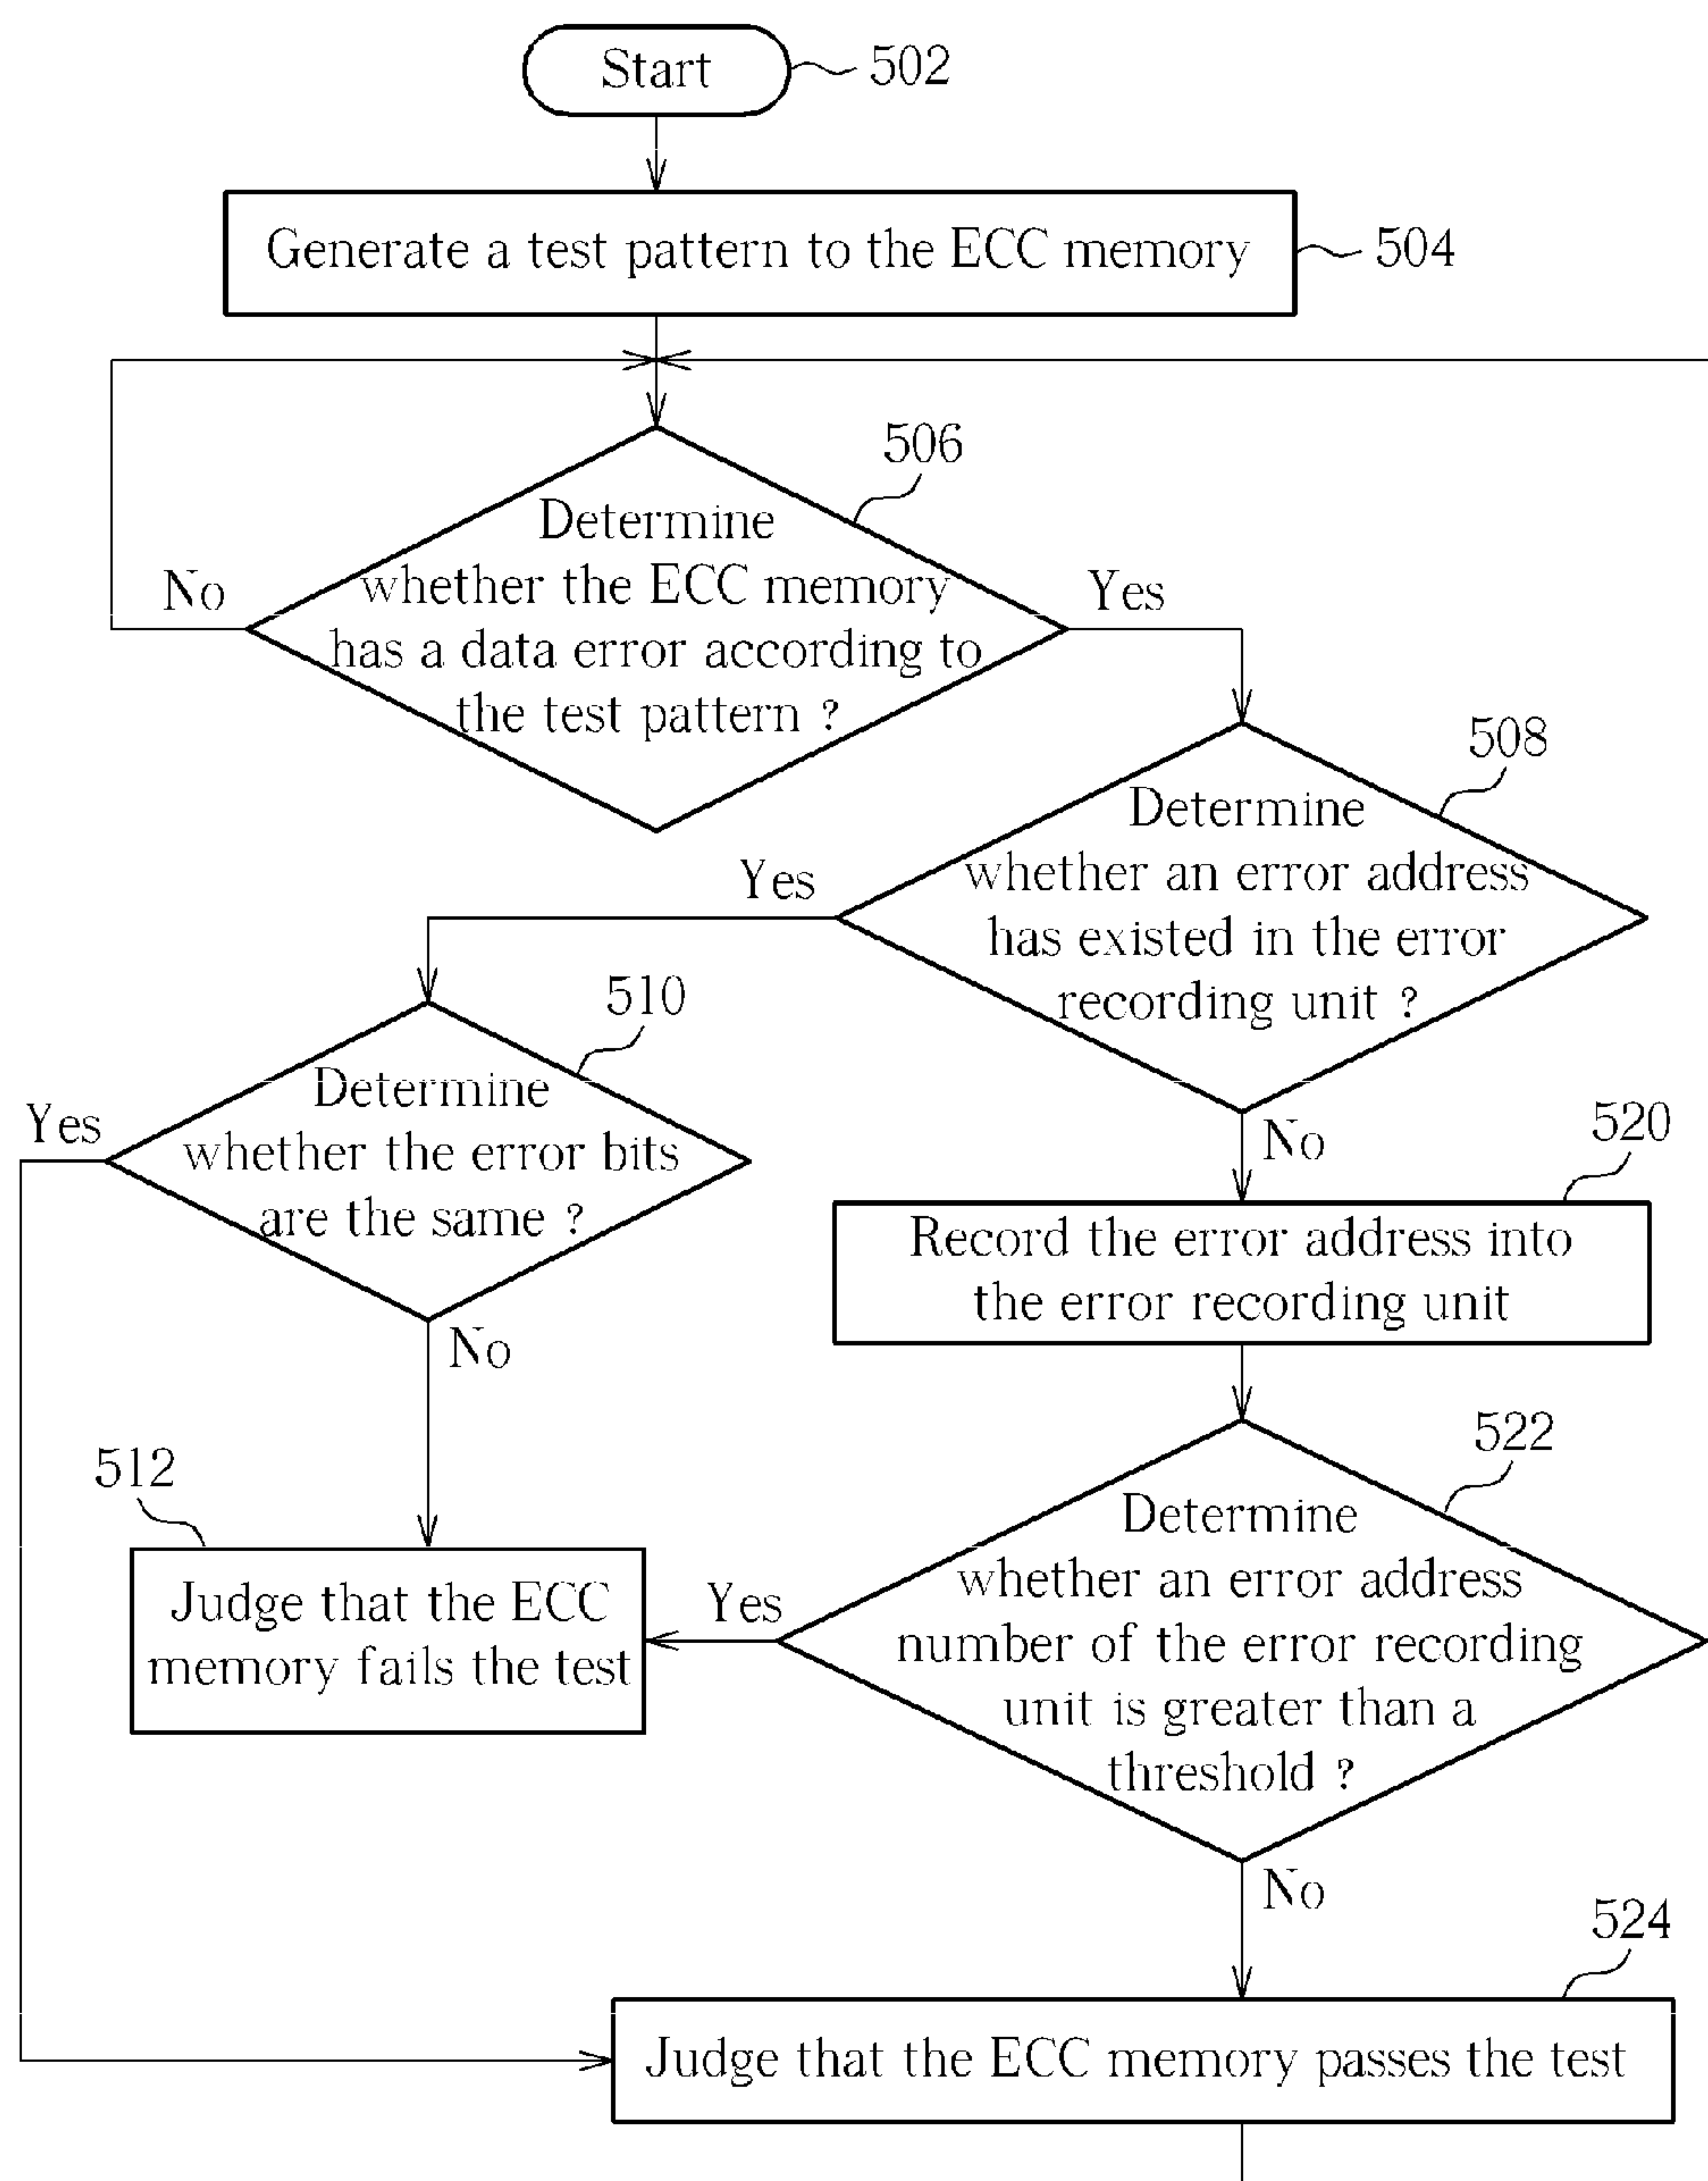 Start
502
Generate a test pattern to the ECC memory
504
506
Determine
whether the ECC memory
has a data error according to
the test pattern ?
No
Yes
508
Determine
whether an error address
has existed in the error
recording unit ?
Yes
No
510
Determine
whether the error bits
are the same ?
Yes
No
520
Record the error address into
the error recording unit
512
Judge that the ECC
memory fails the test
522
Determine
whether an error address
number of the error recording
unit is greater than a
threshold ?
Yes
No
524
Judge that the ECC memory passes the test